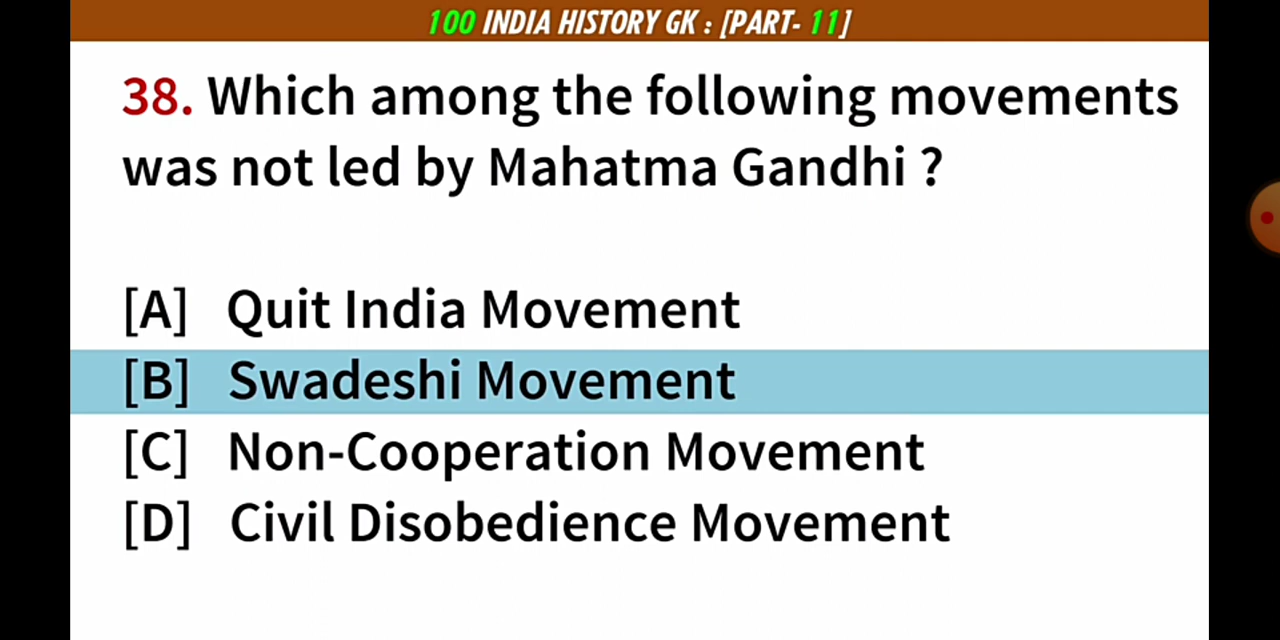 100 INDIA HISTORY GK : [PART- 11]
38. Which among the following movements
was not led by Mahatma Gandhi ?
[A] Quit India Movement
[B] Swadeshi Movement
[C] Non-Cooperation Movement
[D] Civil Disobedience Movement